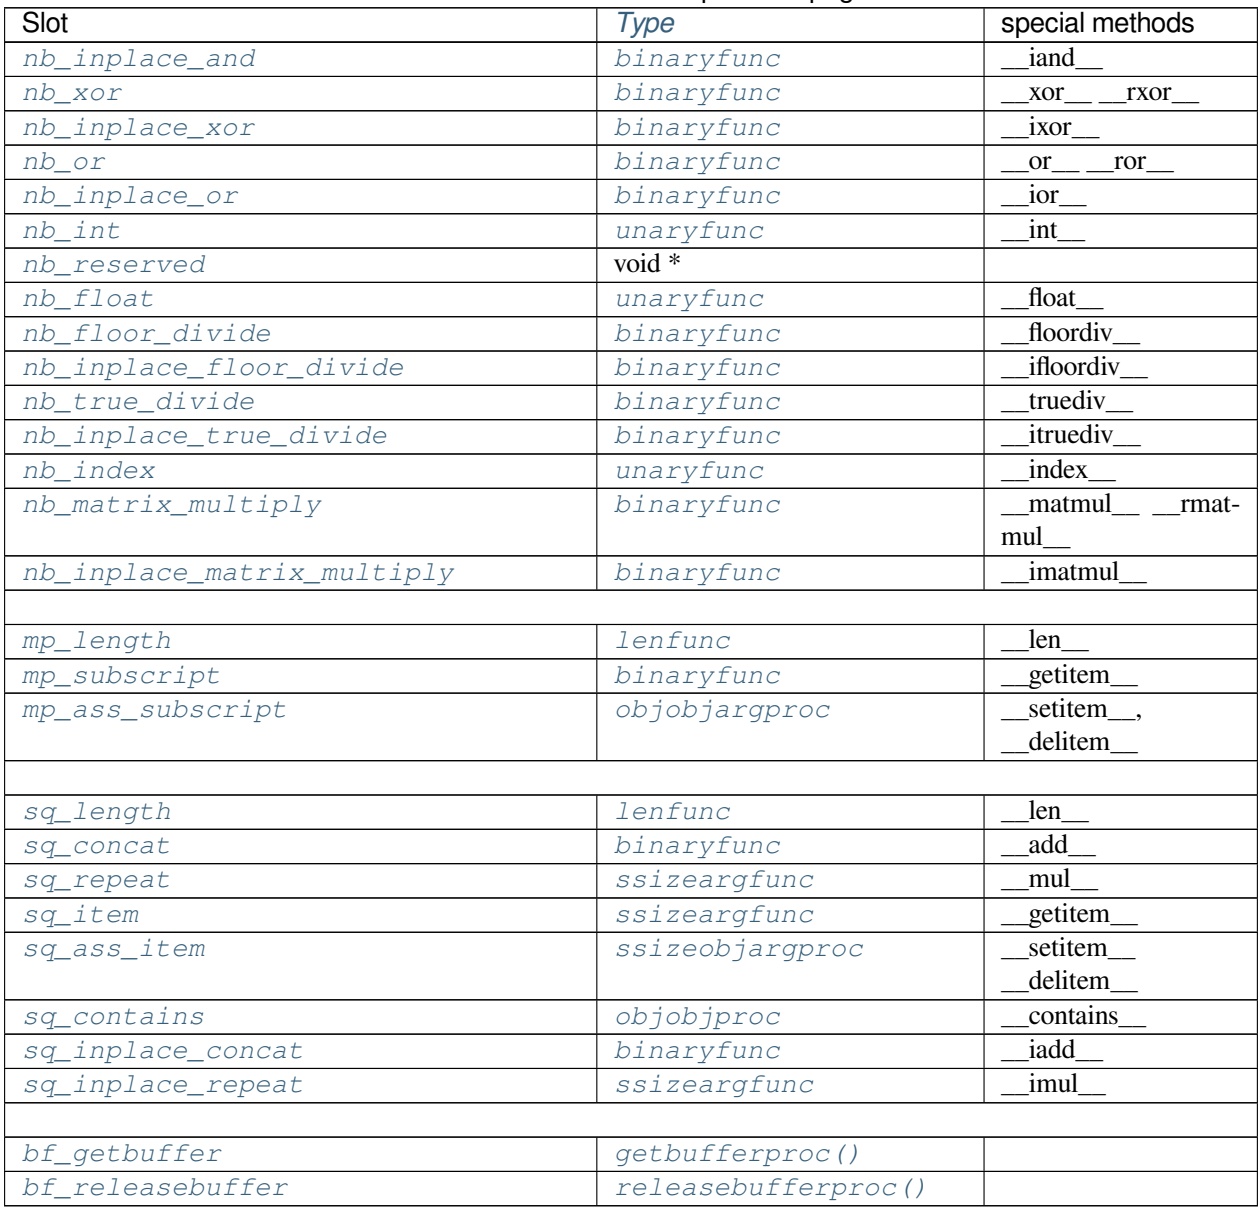 Slot Type special methods
nb_inplace_and binaryfunc __iand__
nb_xor binaryfunc __xor__ __rxor__
nb_inplace_xor binaryfunc __ixor__
nb_or binaryfunc __or__ __ror__
nb_inplace_or binaryfunc __ior__
nb_int unaryfunc __int__
nb_reserved void *
nb_float unaryfunc __float__
nb_floor_divide binaryfunc __floordiv__
nb_inplace_floor_divide binaryfunc __ifloordiv__
nb_true_divide binaryfunc __truediv__
nb_inplace_true_divide binaryfunc __itruediv__
nb_index unaryfunc __index__
nb_matrix_multiply binaryfunc __matmul__ __rmat-
mul__
nb_inplace_matrix_multiply binaryfunc __imatmul__
mp_length lenfunc __len__
mp_subscript binaryfunc __getitem__
mp_ass_subscript objobjargproc __setitem__,
__delitem__
sq_length lenfunc __len__
sq_concat binaryfunc __add__
sq_repeat ssizeargfunc __mul__
sq_item ssizeargfunc __getitem__
sq_ass_item ssizeobjargproc __setitem__
__delitem__
sq_contains objobjproc __contains__
sq_inplace_concat binaryfunc __iadd__
sq_inplace_repeat ssizeargfunc __imul__
bf_getbuffer getbufferproc()
bf_releasebuffer releasebufferproc()